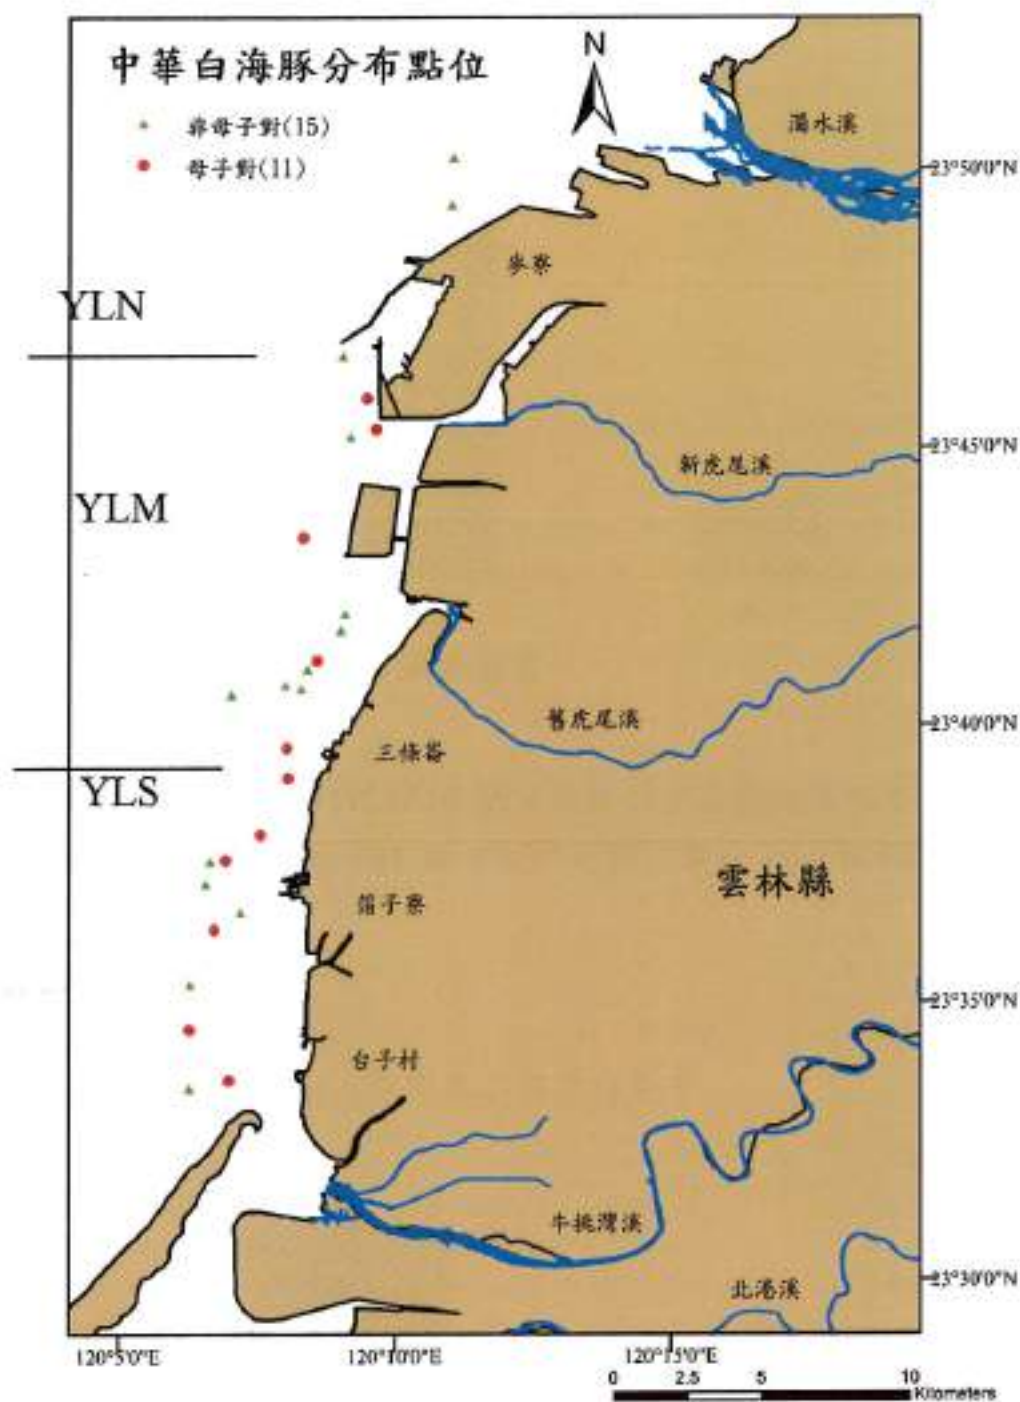 中華白海豚分布點位
非母子對(15)
母子對(11)
N
濁水溪
23°50'0"N
麥寮
YLN
23°45'0"N
新虎尾溪
YLM
舊虎尾溪
23°40'0"N
三條崙
YLS
雲林縣
箔子寮
23°35'0"N
台子村
牛挑灣溪
北港溪
23°30'0"N
120°5'0"E
120°10'0"E
120°15'0"E
0 2.5 5 10
Kilometers